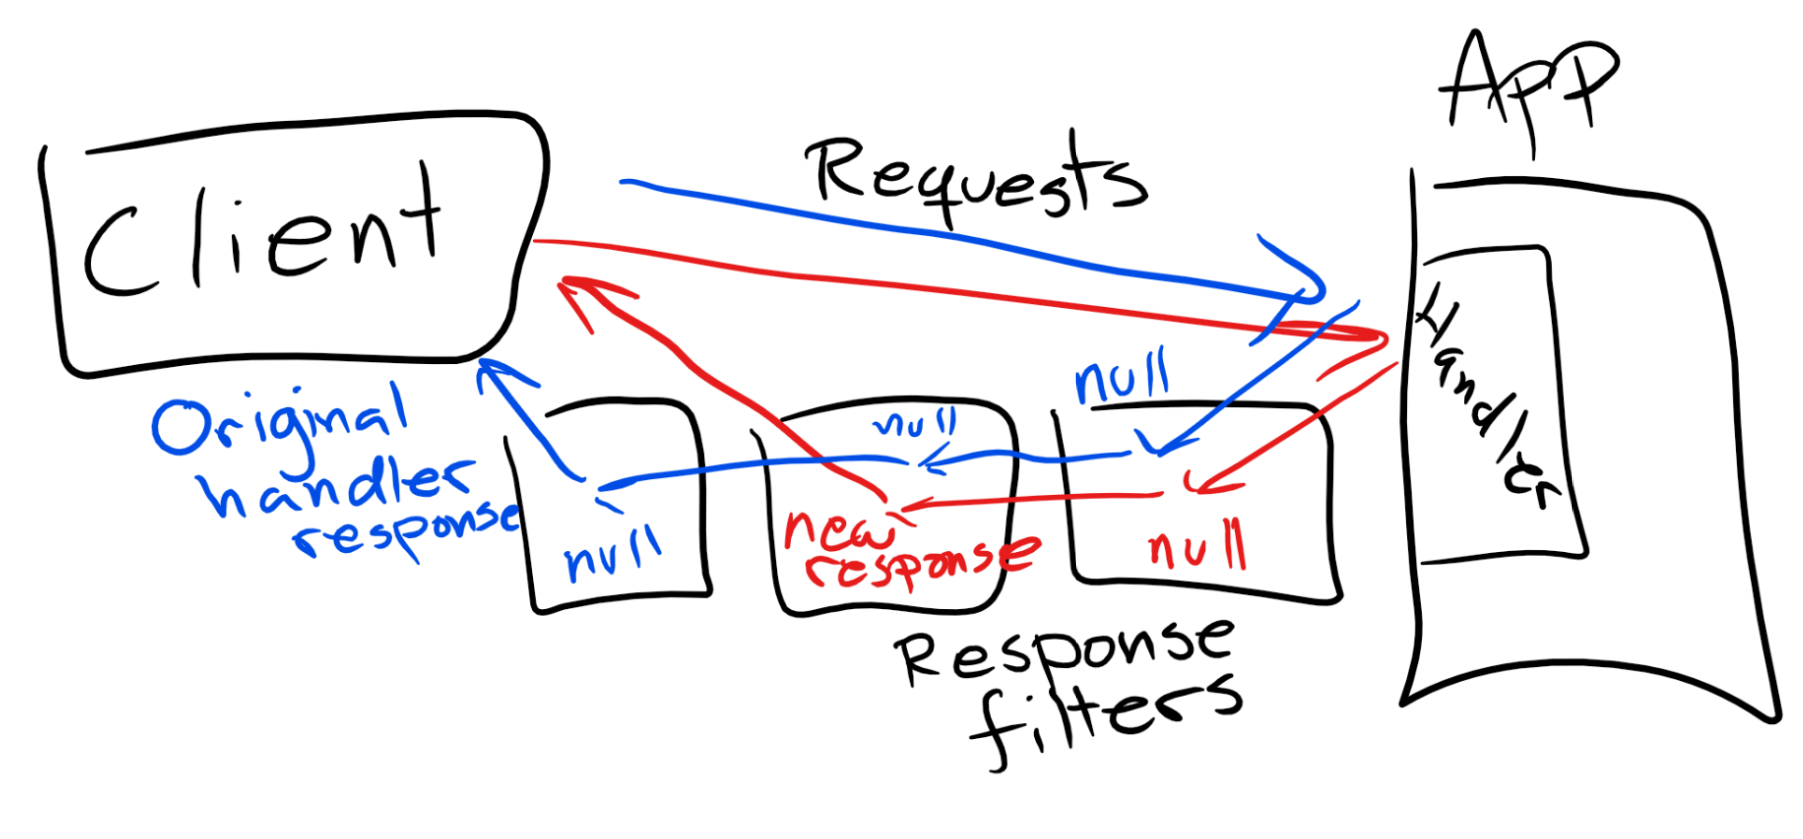 App
Requests
Client
Handler
null
Original
handler
response
null
null
new
response
null
Response
filters